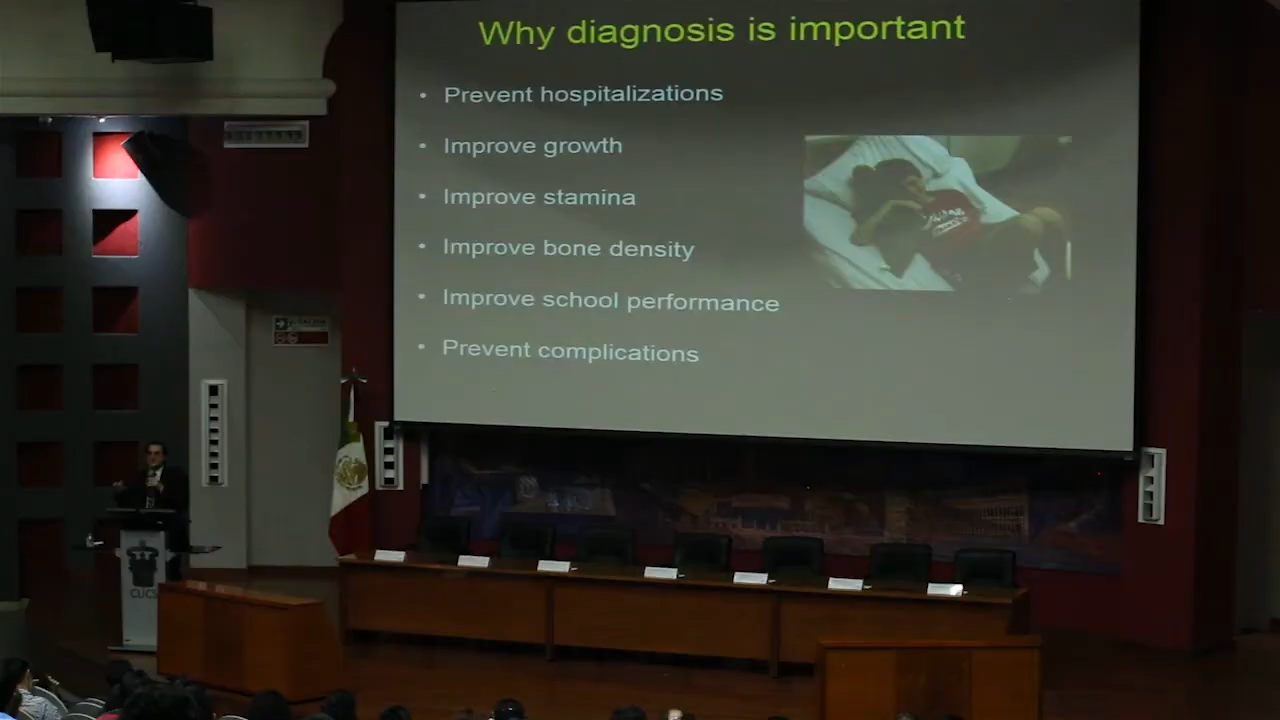 Why diagnosis is important
• Prevent hospitalizations
• Improve growth
• Improve stamina
• Improve bone density
• Improve school performance
• Prevent complications
SALIDA
CUCS